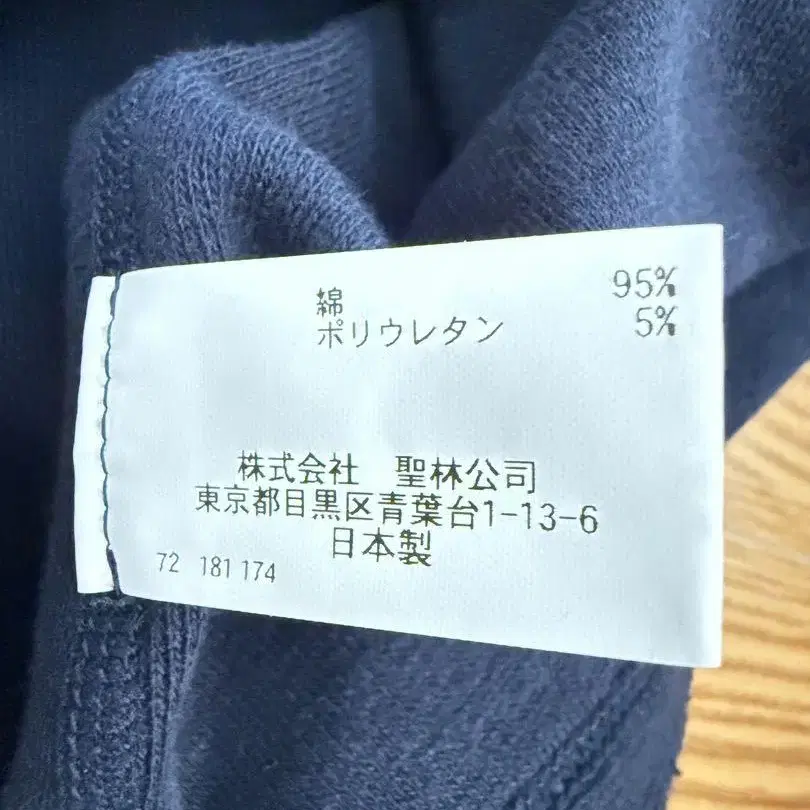 綿 95%
ポリウレタン 5%
株式会社 聖林公司
東京都目黒区青葉台1-13-6
日本製
72 181 174